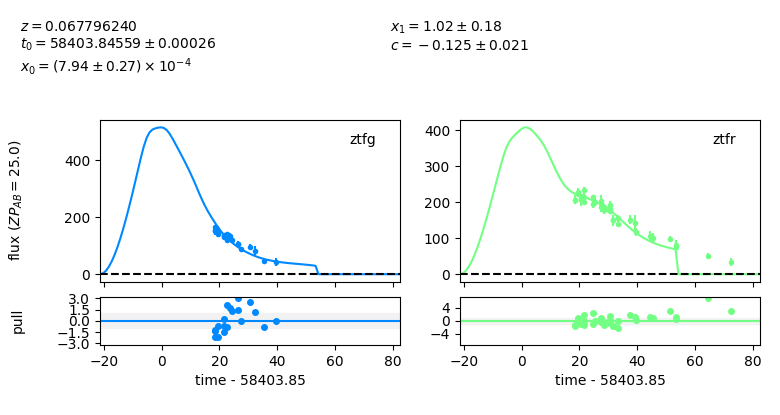 z = 0.067796240
t₀ = 58403.84559 ± 0.00026
x₀ = (7.94 ± 0.27) × 10⁻⁴
x₁ = 1.02 ± 0.18
c = −0.125 ± 0.021
flux (ZP_AB = 25.0)
400
200
0
ztfg
400
300
200
100
0
ztfr
pull
3.0
1.5
0.0
−1.5
−3.0
−20 0 20 40 60 80
time - 58403.85
4
0
−4
−20 0 20 40 60 80
time - 58403.85